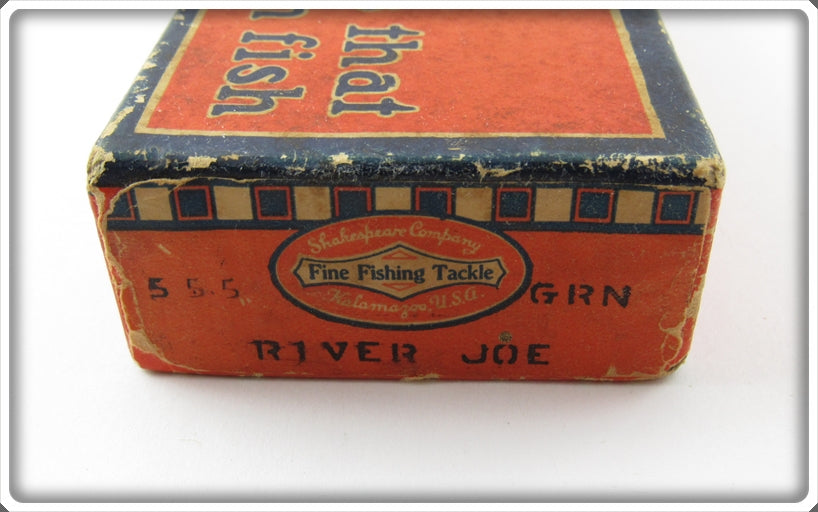 that
fish
Shakespeare Company
Fine Fishing Tackle
Kalamazoo, U.S.A.
555 GRN
RIVER JOE